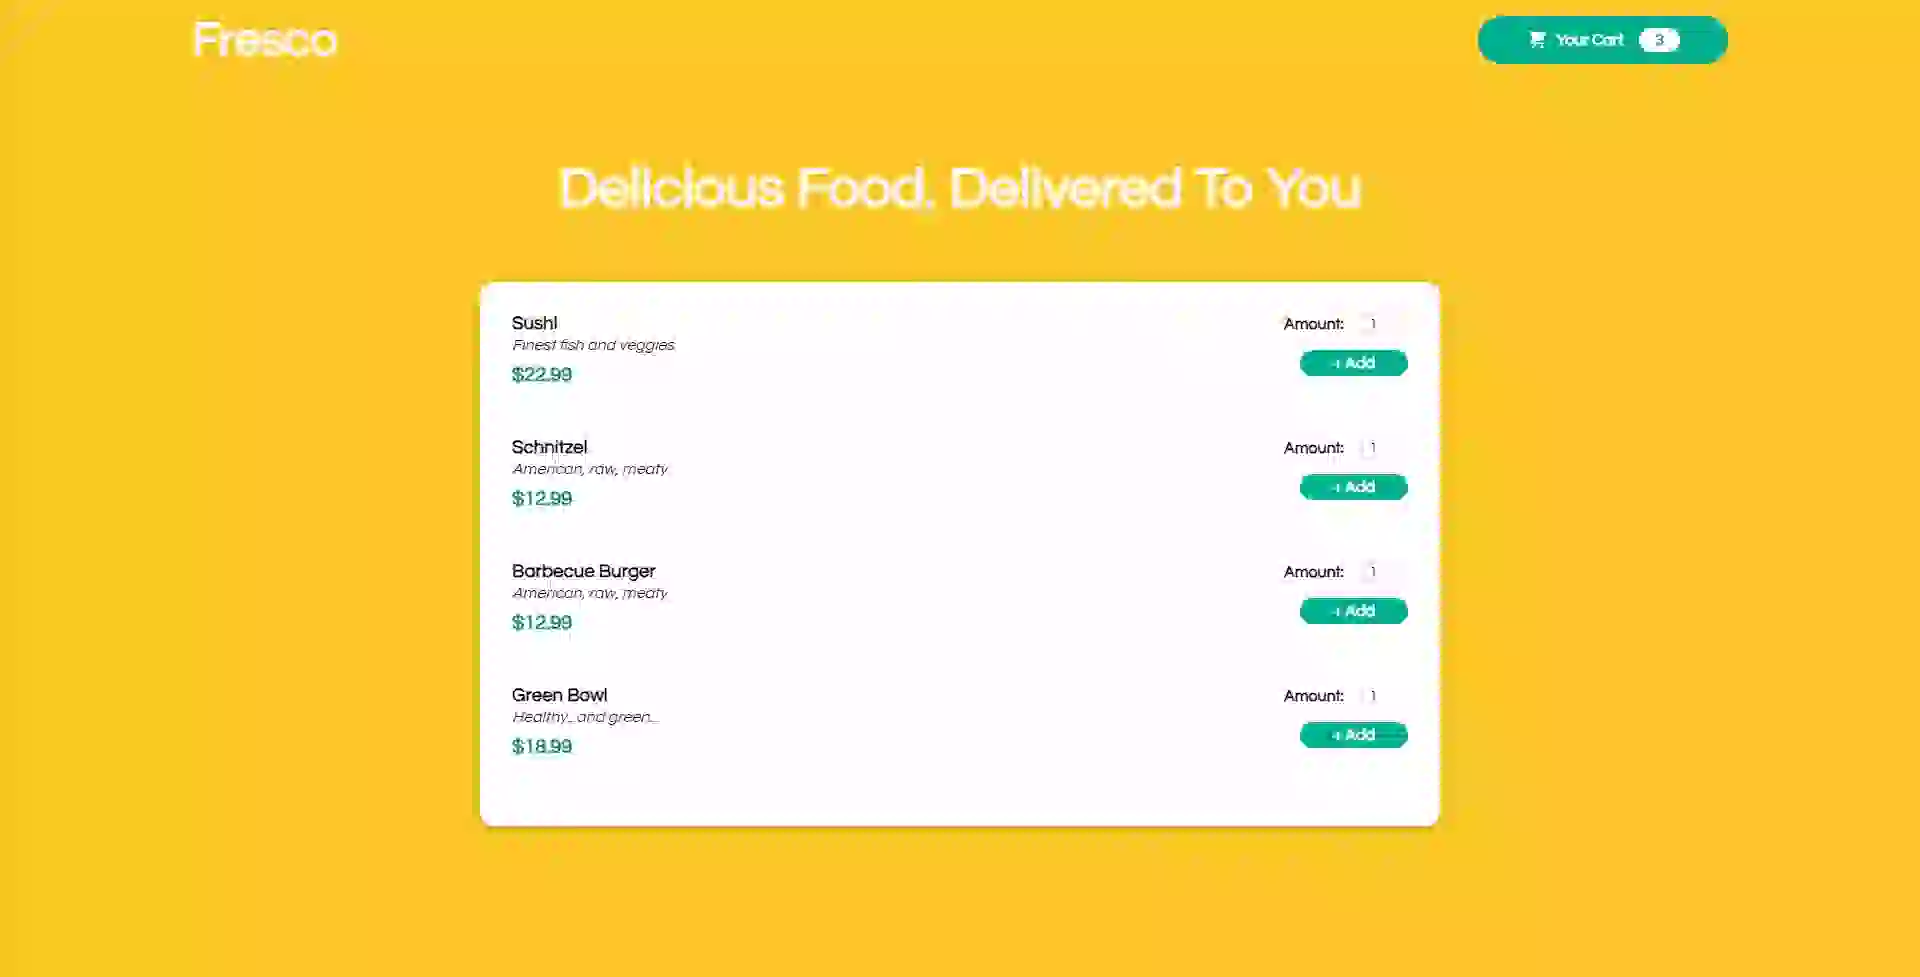 Fresco
Your Cart 3
Delicious Food, Delivered To You
Sushi
Finest fish and veggies
$22.99
Amount: 1
+ Add
Schnitzel
American, raw, meaty
$12.99
Amount: 1
+ Add
Barbecue Burger
American, raw, meaty
$12.99
Amount: 1
+ Add
Green Bowl
Healthy...and green...
$18.99
Amount: 1
+ Add